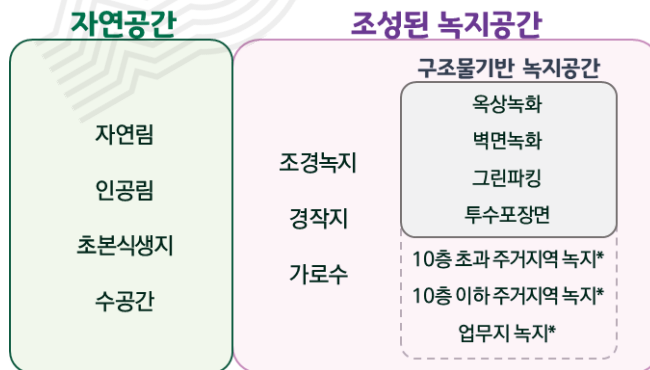 자연공간
조성된 녹지공간
자연림
인공림
초본식생지
수공간
조경녹지
경작지
가로수
구조물기반 녹지공간
옥상녹화
벽면녹화
그린파킹
투수포장면
10층 초과 주거지역 녹지*
10층 이하 주거지역 녹지*
업무지 녹지*